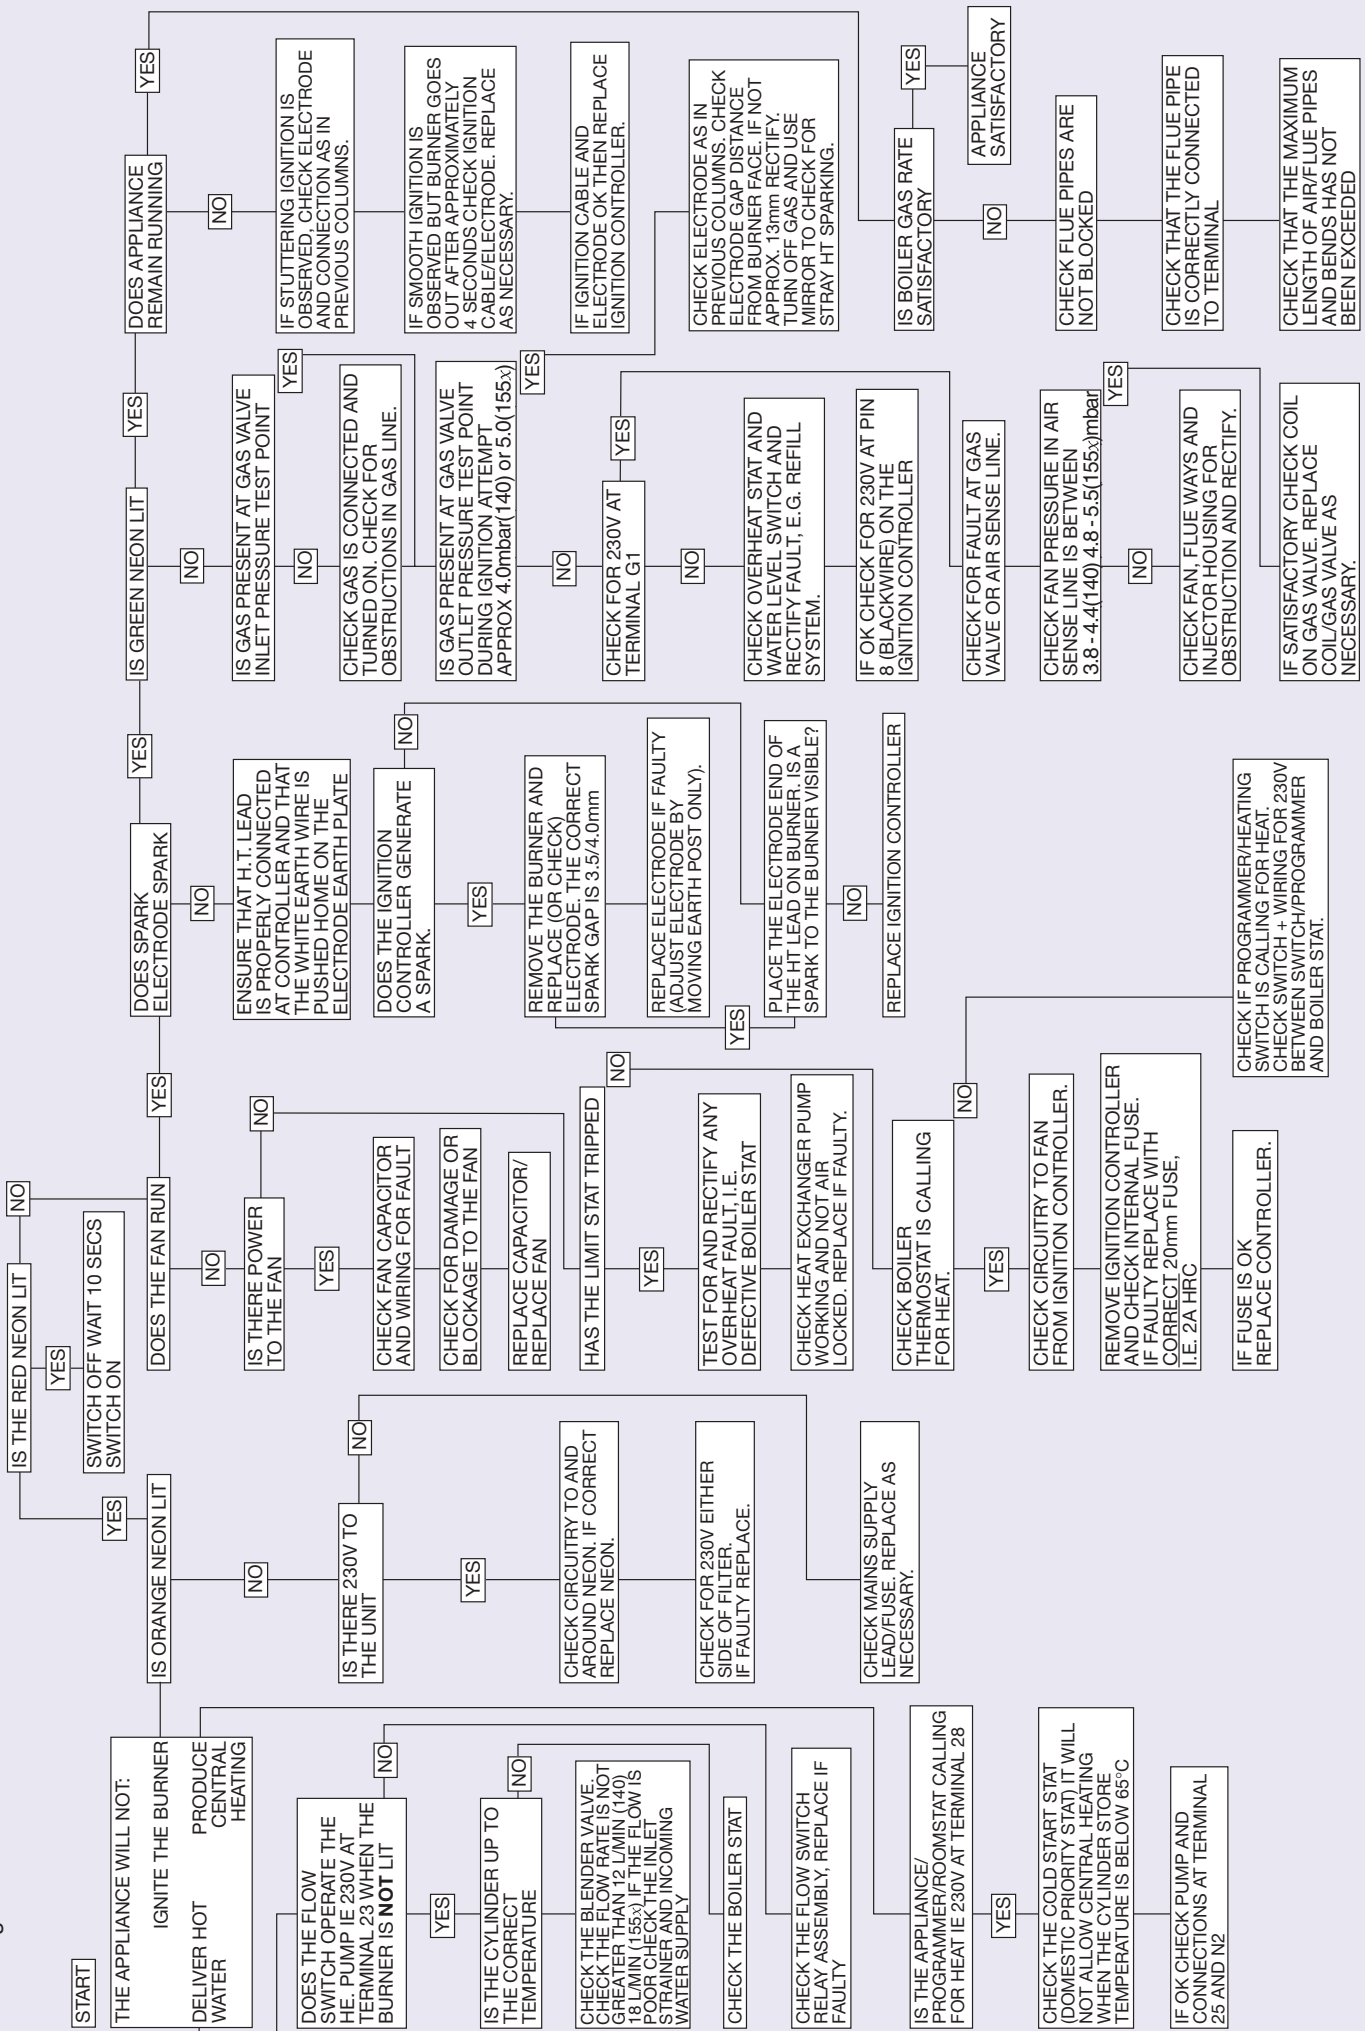 START
THE APPLIANCE WILL NOT:
IGNITE THE BURNER
DELIVER HOT
WATER
PRODUCE
CENTRAL
HEATING
DOES THE FLOW
SWITCH OPERATE THE
HE. PUMP IE 230V AT
TERMINAL 23 WHEN THE
BURNER IS NOT LIT
NO
YES
IS THE CYLINDER UP TO
THE CORRECT
TEMPERATURE
NO
CHECK THE BLENDER VALVE.
CHECK THE FLOW RATE IS NOT
GREATER THAN 12 L/MIN (140)
18 L/MIN (155x) IF THE FLOW IS
POOR CHECK THE INLET
STRAINER AND INCOMING
WATER SUPPLY
CHECK THE BOILER STAT
CHECK THE FLOW SWITCH
RELAY ASSEMBLY, REPLACE IF
FAULTY
IS THE APPLIANCE/
PROGRAMMER/ROOMSTAT CALLING
FOR HEAT IE 230V AT TERMINAL 28
YES
CHECK THE COLD START STAT
(DOMESTIC PRIORITY STAT) IT WILL
NOT ALLOW CENTRAL HEATING
WHEN THE CYLINDER STORE
TEMPERATURE IS BELOW 65°C
IF OK CHECK PUMP AND
CONNECTIONS AT TERMINAL
25 AND N2
IS THE RED NEON LIT
NO
YES
YES
SWITCH OFF WAIT 10 SECS
SWITCH ON
IS ORANGE NEON LIT
NO
IS THERE 230V TO
THE UNIT
NO
YES
CHECK CIRCUITRY TO AND
AROUND NEON. IF CORRECT
REPLACE NEON.
CHECK FOR 230V EITHER
SIDE OF FILTER.
IF FAULTY REPLACE.
CHECK MAINS SUPPLY
LEAD/FUSE. REPLACE AS
NECESSARY.
DOES THE FAN RUN
YES
NO
IS THERE POWER
TO THE FAN
NO
YES
CHECK FAN CAPACITOR
AND WIRING FOR FAULT
CHECK FOR DAMAGE OR
BLOCKAGE TO THE FAN
REPLACE CAPACITOR/
REPLACE FAN
HAS THE LIMIT STAT TRIPPED
NO
YES
TEST FOR AND RECTIFY ANY
OVERHEAT FAULT, I.E.
DEFECTIVE BOILER STAT
CHECK HEAT EXCHANGER PUMP
WORKING AND NOT AIR
LOCKED. REPLACE IF FAULTY.
CHECK BOILER
THERMOSTAT IS CALLING
FOR HEAT.
NO
YES
CHECK CIRCUITRY TO FAN
FROM IGNITION CONTROLLER.
REMOVE IGNITION CONTROLLER
AND CHECK INTERNAL FUSE.
IF FAULTY REPLACE WITH
CORRECT 20mm FUSE,
I.E. 2A HRC
IF FUSE IS OK
REPLACE CONTROLLER.
DOES SPARK
ELECTRODE SPARK
YES
NO
ENSURE THAT H.T. LEAD
IS PROPERLY CONNECTED
AT CONTROLLER AND THAT
THE WHITE EARTH WIRE IS
PUSHED HOME ON THE
ELECTRODE EARTH PLATE
DOES THE IGNITION
CONTROLLER GENERATE
A SPARK.
NO
YES
REMOVE THE BURNER AND
REPLACE (OR CHECK)
ELECTRODE. THE CORRECT
SPARK GAP IS 3.5/4.0mm
REPLACE ELECTRODE IF FAULTY
(ADJUST ELECTRODE BY
MOVING EARTH POST ONLY).
YES
PLACE THE ELECTRODE END OF
THE HT LEAD ON BURNER. IS A
SPARK TO THE BURNER VISIBLE?
NO
REPLACE IGNITION CONTROLLER
CHECK IF PROGRAMMER/HEATING
SWITCH IS CALLING FOR HEAT.
CHECK SWITCH + WIRING FOR 230V
BETWEEN SWITCH/PROGRAMMER
AND BOILER STAT.
IS GREEN NEON LIT
YES
NO
IS GAS PRESENT AT GAS VALVE
INLET PRESSURE TEST POINT
YES
NO
CHECK GAS IS CONNECTED AND
TURNED ON. CHECK FOR
OBSTRUCTIONS IN GAS LINE.
IS GAS PRESENT AT GAS VALVE
OUTLET PRESSURE TEST POINT
DURING IGNITION ATTEMPT
APPROX 4.0mbar(140) or 5.0(155x)
YES
NO
CHECK FOR 230V AT
TERMINAL G1
YES
NO
CHECK OVERHEAT STAT AND
WATER LEVEL SWITCH AND
RECTIFY FAULT, E.G. REFILL
SYSTEM.
IF OK CHECK FOR 230V AT PIN
8 (BLACKWIRE) ON THE
IGNITION CONTROLLER
CHECK FOR FAULT AT GAS
VALVE OR AIR SENSE LINE.
CHECK FAN PRESSURE IN AIR
SENSE LINE IS BETWEEN
3.8 - 4.4(140) 4.8 - 5.5(155x)mbar
YES
NO
CHECK FAN, FLUE WAYS AND
INJECTOR HOUSING FOR
OBSTRUCTION AND RECTIFY.
IF SATISFACTORY CHECK COIL
ON GAS VALVE. REPLACE
COIL/GAS VALVE AS
NECESSARY.
DOES APPLIANCE
REMAIN RUNNING
YES
NO
IF STUTTERING IGNITION IS
OBSERVED, CHECK ELECTRODE
AND CONNECTION AS IN
PREVIOUS COLUMNS.
IF SMOOTH IGNITION IS
OBSERVED BUT BURNER GOES
OUT AFTER APPROXIMATELY
4 SECONDS CHECK IGNITION
CABLE/ELECTRODE. REPLACE
AS NECESSARY.
IF IGNITION CABLE AND
ELECTRODE OK THEN REPLACE
IGNITION CONTROLLER.
CHECK ELECTRODE AS IN
PREVIOUS COLUMNS. CHECK
ELECTRODE GAP DISTANCE
FROM BURNER FACE. IF NOT
APPROX. 13mm RECTIFY.
TURN OFF GAS AND USE
MIRROR TO CHECK FOR
STRAY HT SPARKING.
IS BOILER GAS RATE
SATISFACTORY
YES
APPLIANCE
SATISFACTORY
NO
CHECK FLUE PIPES ARE
NOT BLOCKED
CHECK THAT THE FLUE PIPE
IS CORRECTLY CONNECTED
TO TERMINAL
CHECK THAT THE MAXIMUM
LENGTH OF AIR/FLUE PIPES
AND BENDS HAS NOT
BEEN EXCEEDED